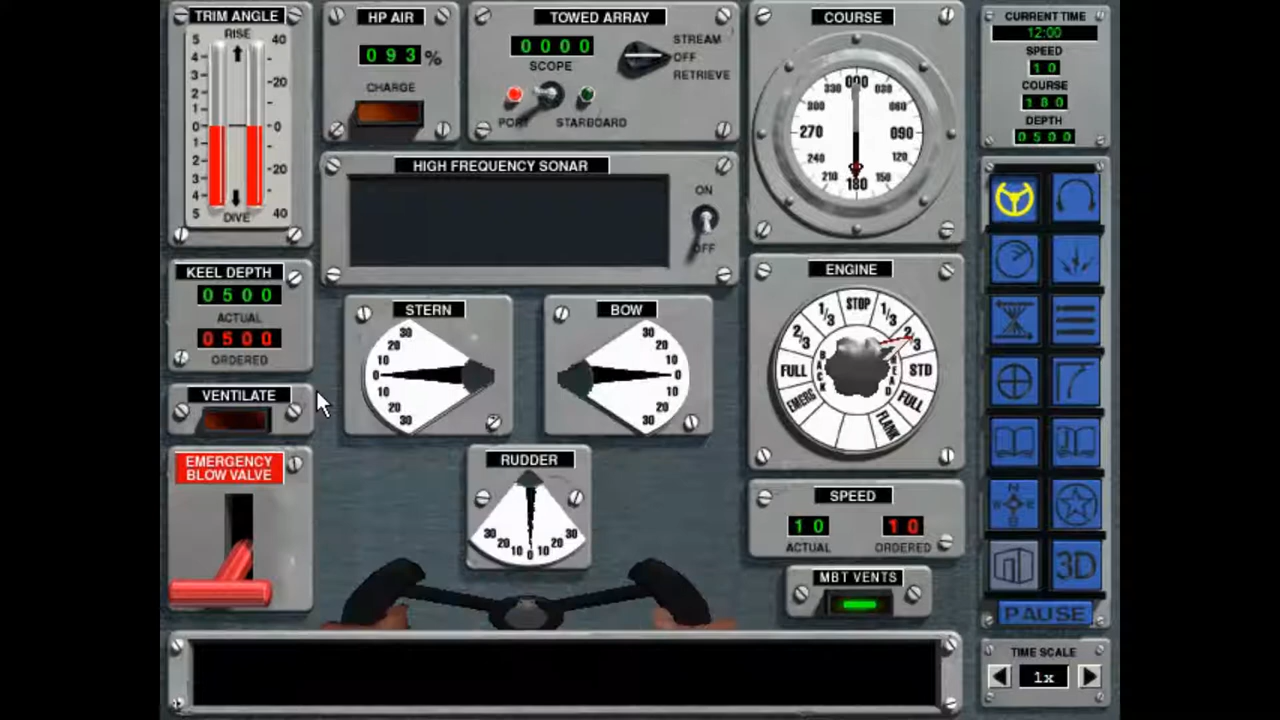 TRIM ANGLE
RISE
5 40
4
3 -20
2
1
0 -0
1
2
3 -20
4
5 40
DIVE
HP AIR
093 %
CHARGE
TOWED ARRAY
0000
SCOPE
STREAM
OFF
RETRIEVE
PORT STARBOARD
COURSE
000
330 030
300 060
270 090
240 120
210 150
180
CURRENT TIME
12:00
SPEED
10
COURSE
180
DEPTH
0500
HIGH FREQUENCY SONAR
ON
OFF
KEEL DEPTH
0500
ACTUAL
0500
ORDERED
STERN
30
20
10
0
10
20
30
BOW
30
20
10
0
10
20
30
ENGINE
STOP
1/3 1/3
2/3 2/3
FULL STD
EMERG FULL
FLANK
BACK
AHEAD
VENTILATE
EMERGENCY
BLOW VALVE
RUDDER
30 20 10 0 10 20 30
SPEED
10 10
ACTUAL ORDERED
MBT VENTS
N
W E
S
3D
PAUSE
TIME SCALE
1x